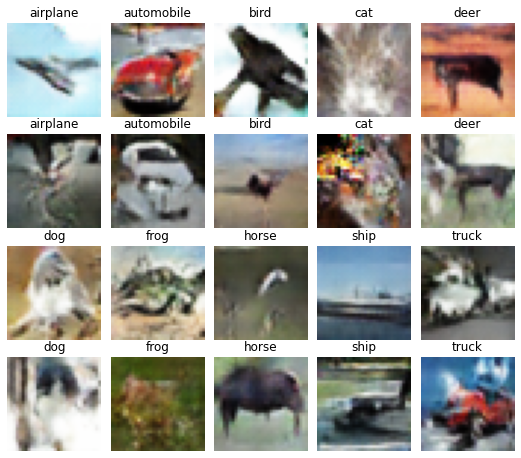 airplane automobile bird cat deer
airplane automobile bird cat deer
dog frog horse ship truck
dog frog horse ship truck